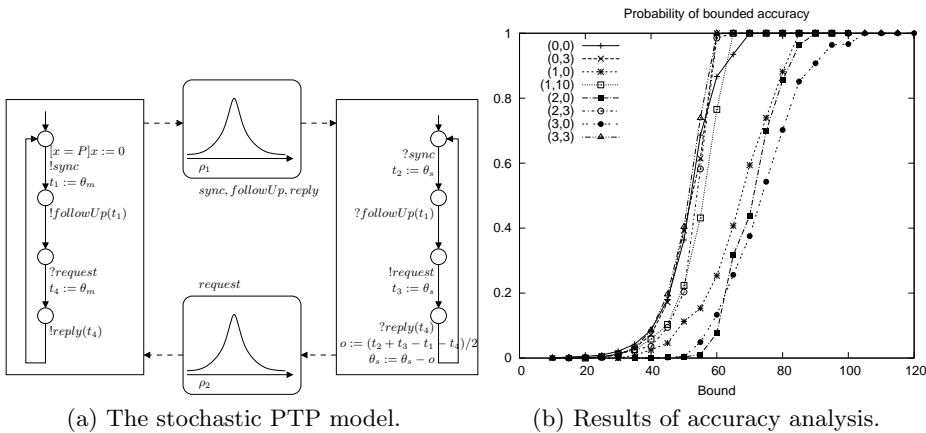 [x = P]x := 0
!sync
t₁ := θₘ
!followUp(t₁)
?request
t₄ := θₘ
!reply(t₄)
ρ₁
sync, followUp, reply
request
ρ₂
?sync
t₂ := θₛ
?followUp(t₁)
!request
t₃ := θₛ
?reply(t₄)
o := (t₂ + t₃ − t₁ − t₄)/2
θₛ := θₛ − o
(a) The stochastic PTP model.
Probability of bounded accuracy
1
0.8
0.6
0.4
0.2
0
(0,0)
(0,3)
(1,0)
(1,10)
(2,0)
(2,3)
(3,0)
(3,3)
0 20 40 60 80 100 120
Bound
(b) Results of accuracy analysis.